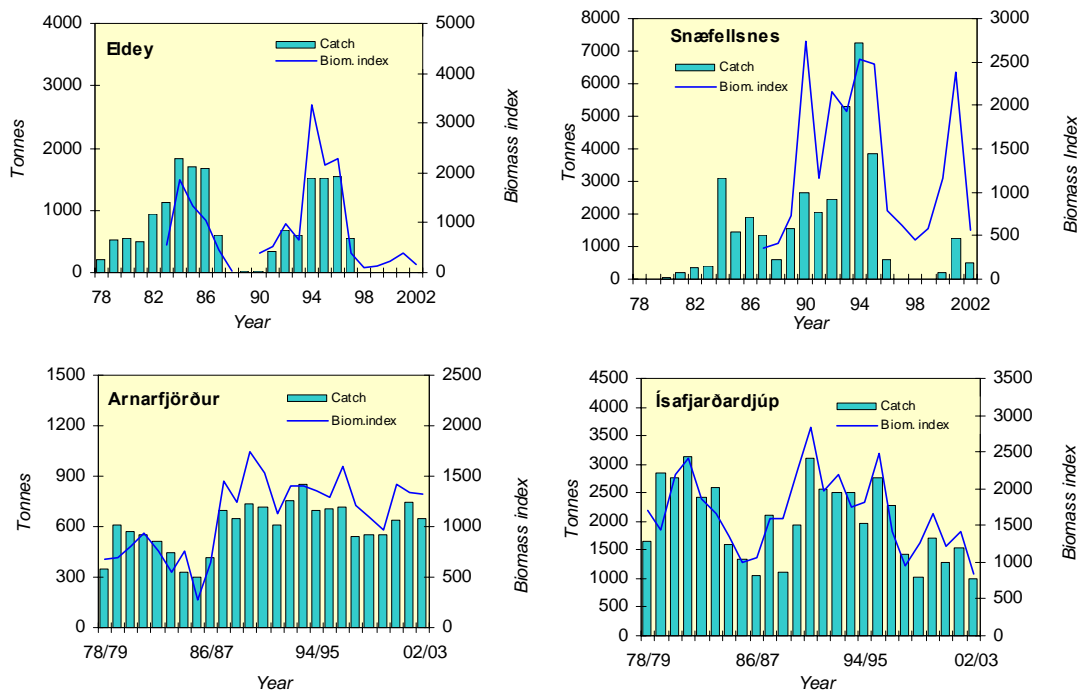 Eldey
Catch
Biom. index
4000
3000
2000
1000
0
5000
4000
3000
2000
1000
0
Tonnes
Biomass index
78 82 86 90 94 98 2002
Year
Snæfellsnes
Catch
Biom. index
8000
7000
6000
5000
4000
3000
2000
1000
0
3000
2500
2000
1500
1000
500
0
Tonnes
Biomass Index
78 82 86 90 94 98 2002
Year
Arnarfjörður
Catch
Biom.index
1500
1200
900
600
300
0
2500
2000
1500
1000
500
0
Tonnes
Biomass index
78/79 86/87 94/95 02/03
Year
Ísafjarðardjúp
Catch
Biom. index
4500
4000
3500
3000
2500
2000
1500
1000
500
0
3500
3000
2500
2000
1500
1000
500
0
Tonnes
Biomass index
78/79 86/87 94/95 02/03
Year